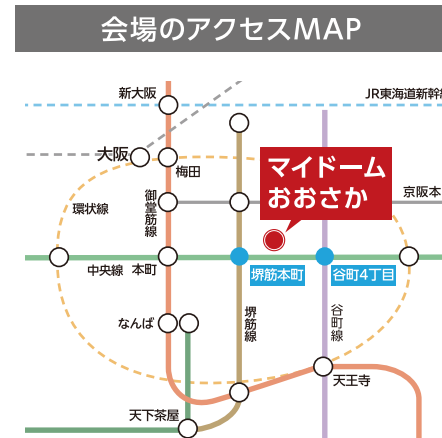 会場のアクセスMAP
新大阪
JR東海道新幹線
大阪
梅田
マイドーム
おおさか
御堂筋線
京阪本
環状線
中央線
本町
堺筋本町
谷町4丁目
なんば
堺筋線
谷町線
天王寺
天下茶屋